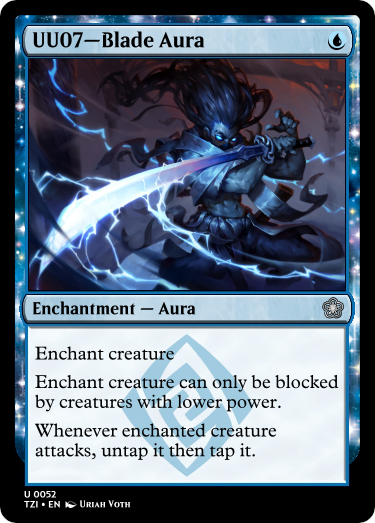 UU07—Blade Aura
Enchantment — Aura
Enchant creature
Enchant creature can only be blocked
by creatures with lower power.
Whenever enchanted creature
attacks, untap it then tap it.
U 0052
TZI • EN Uriah Voth